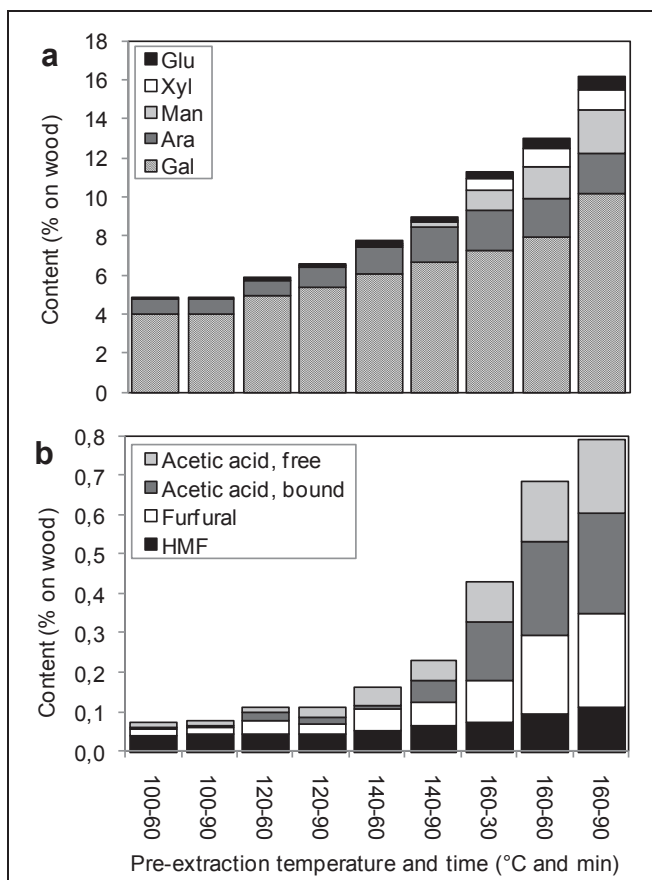 a
18
16
14
12
10
8
6
4
2
0
Content (% on wood)
Glu
Xyl
Man
Ara
Gal
b
0,8
0,7
0,6
0,5
0,4
0,3
0,2
0,1
0,0
Content (% on wood)
Acetic acid, free
Acetic acid, bound
Furfural
HMF
100-60
100-90
120-60
120-90
140-60
140-90
160-30
160-60
160-90
Pre-extraction temperature and time (°C and min)